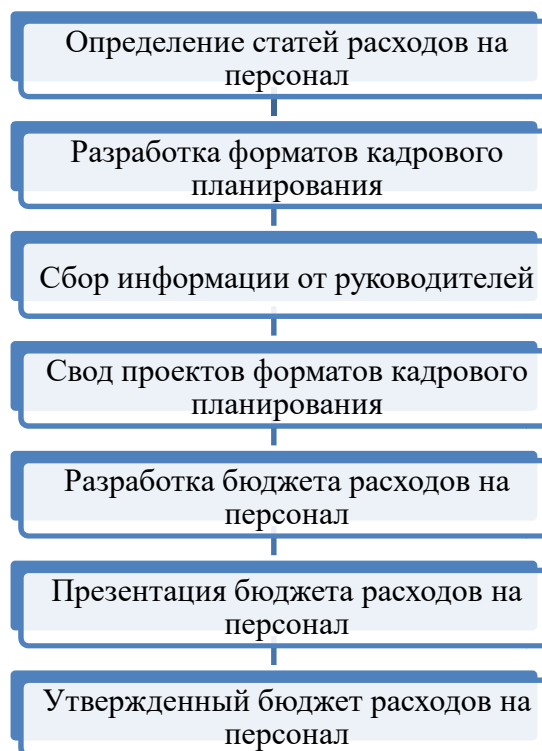 Определение статей расходов на
персонал
Разработка форматов кадрового
планирования
Сбор информации от руководителей
Свод проектов форматов кадрового
планирования
Разработка бюджета расходов на
персонал
Презентация бюджета расходов на
персонал
Утвержденный бюджет расходов на
персонал